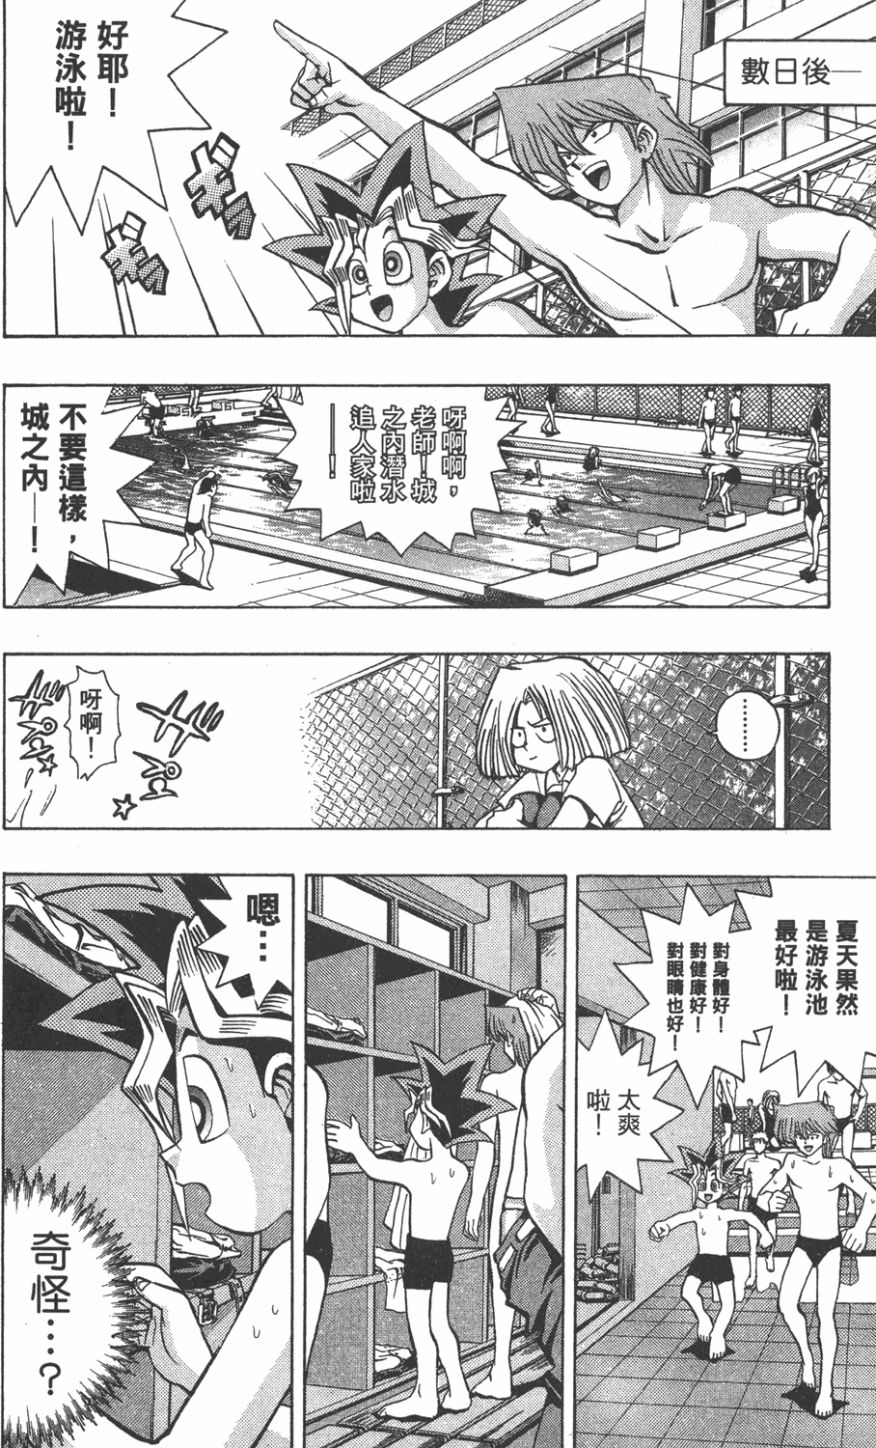 數日後—
好耶！
游泳啦！
呀啊啊，
老師！城
之內潛水
追人家啦
——！
不要這樣，
城之內—！
………
呀啊！
夏天果然
是游泳池
最好啦！
對身體好！
對健康好！
對眼睛也好！
太爽
啦！
嗯…
奇怪…？